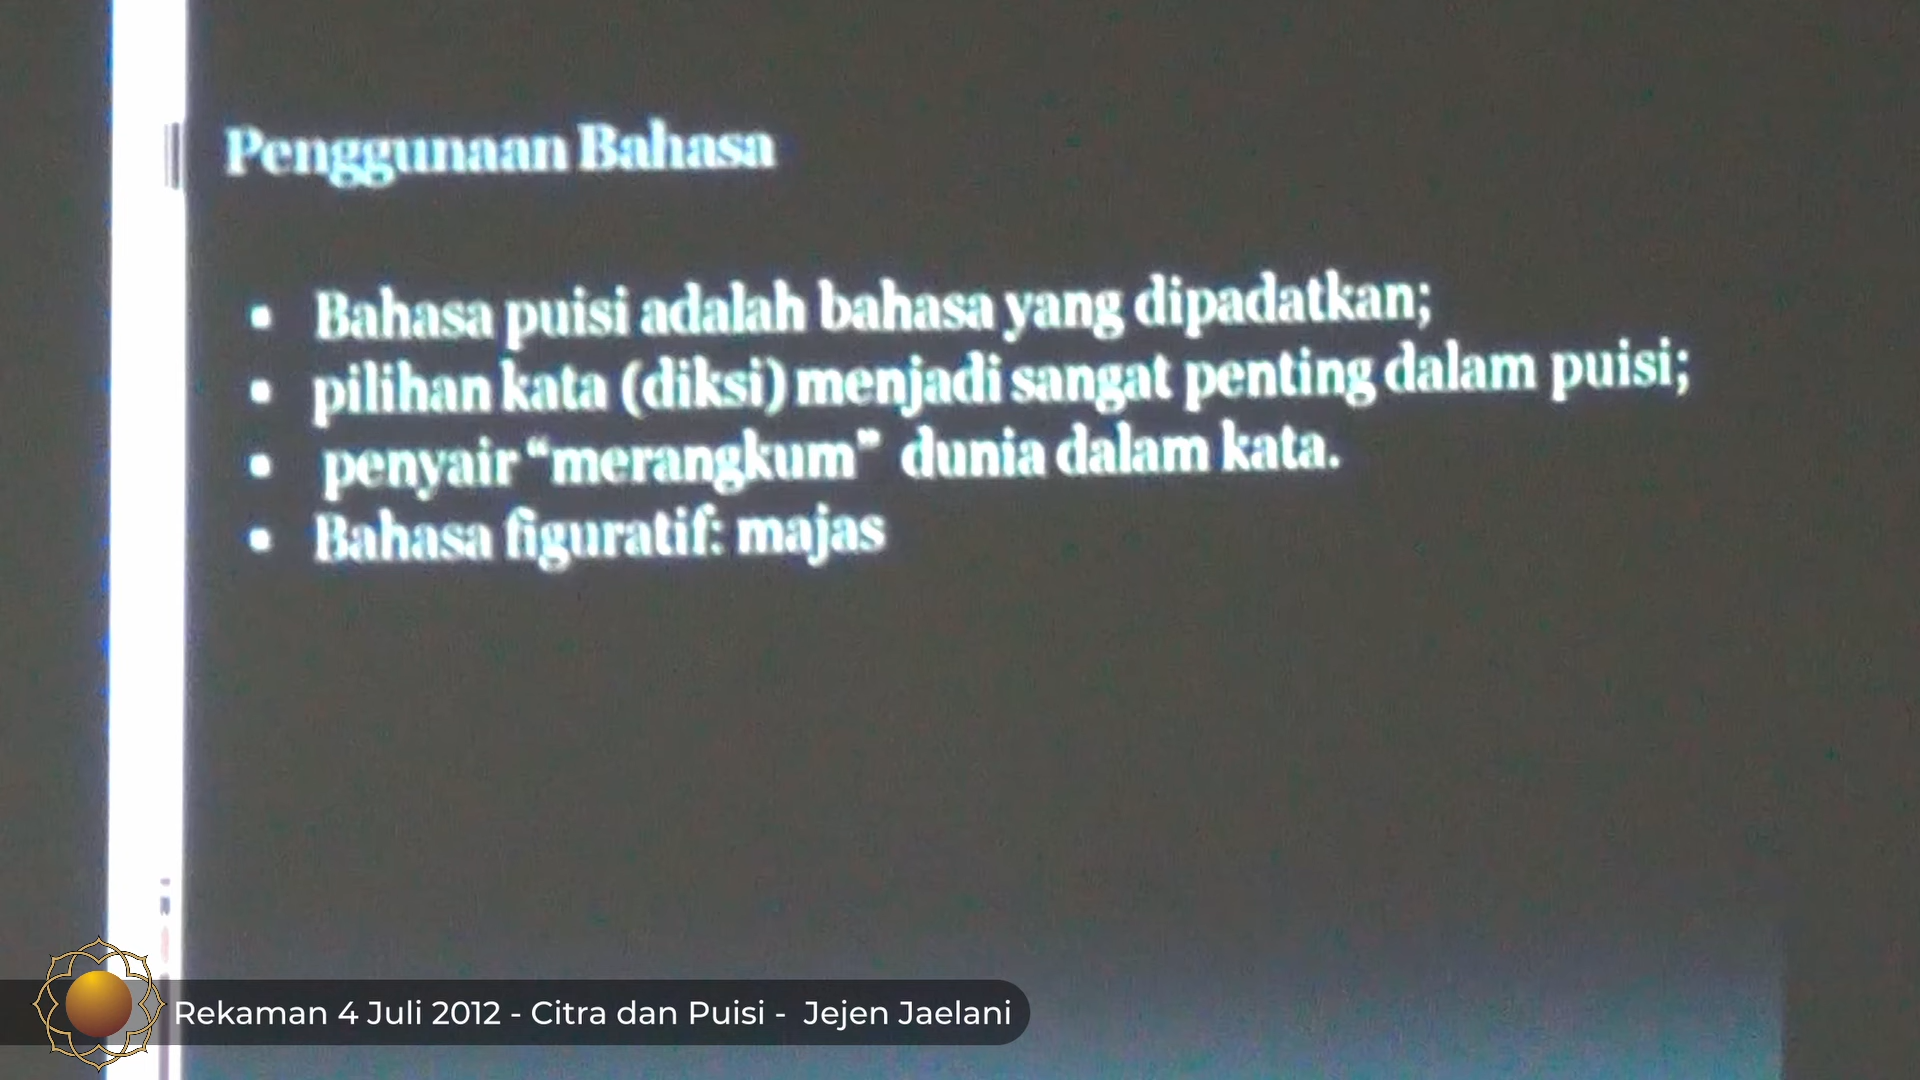 Penggunaan Bahasa
• Bahasa puisi adalah bahasa yang dipadatkan;
• pilihan kata (diksi) menjadi sangat penting dalam puisi;
• penyair “merangkum” dunia dalam kata.
• Bahasa figuratif: majas
Rekaman 4 Juli 2012 - Citra dan Puisi - Jejen Jaelani